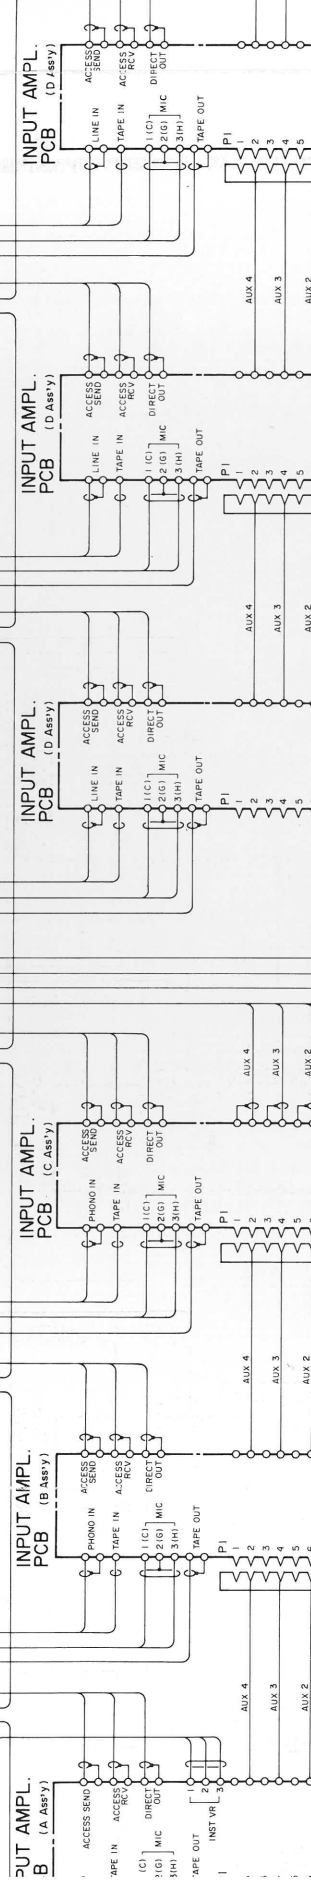 INPUT AMPL.
PCB
(D Ass'y)
ACCESS
SEND
ACCESS
RCV
DIRECT
OUT
LINE IN
TAPE IN
1(C)
2(G)
3(H)
MIC
TAPE OUT
P1
1
2
3
4
5
AUX 4
AUX 3
AUX 2
INPUT AMPL.
PCB
(D Ass'y)
ACCESS
SEND
ACCESS
RCV
DIRECT
OUT
LINE IN
TAPE IN
1(C)
2(G)
3(H)
MIC
TAPE OUT
P1
1
2
3
4
5
AUX 4
AUX 3
AUX 2
INPUT AMPL.
PCB
(D Ass'y)
ACCESS
SEND
ACCESS
RCV
DIRECT
OUT
LINE IN
TAPE IN
1(C)
2(G)
3(H)
MIC
TAPE OUT
P1
1
2
3
4
5
AUX 4
AUX 3
AUX 2
INPUT AMPL.
PCB
(C Ass'y)
ACCESS
SEND
ACCESS
RCV
DIRECT
OUT
PHONO IN
TAPE IN
1(C)
2(G)
3(H)
MIC
TAPE OUT
P1
1
2
3
4
5
AUX 4
AUX 3
AUX 2
INPUT AMPL.
PCB
(B Ass'y)
ACCESS
SEND
ACCESS
RCV
DIRECT
OUT
PHONO IN
TAPE IN
1(C)
2(G)
3(H)
MIC
TAPE OUT
P1
1
2
3
4
5
6
AUX 4
AUX 3
AUX 2
PUT AMPL.
B
(A Ass'y)
ACCESS SEND
ACCESS
RCV
DIRECT
OUT
1
2
3
INST VR
APE IN
(C)
(G)
(H)
MIC
APE OUT